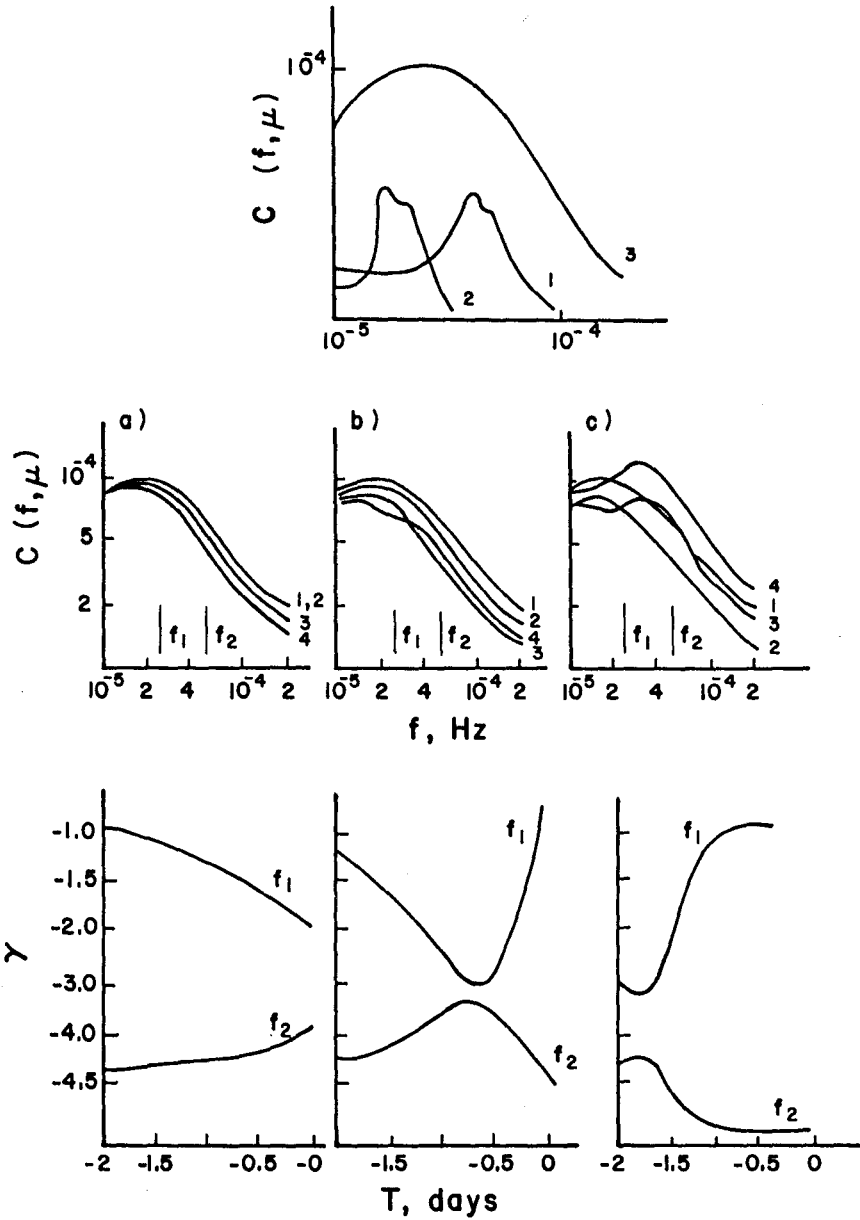 C (f, μ)
10⁻⁴
3
1
2
10⁻⁵ 10⁻⁴
a) b) c)
C (f, μ)
10⁻⁴
5
2
f₁ f₂
1,2
3
4
f₁ f₂
1
2
4
3
f₁ f₂
4
1
3
2
10⁻⁵ 2 4 10⁻⁴ 2
10⁻⁵ 2 4 10⁻⁴ 2
10⁻⁵ 2 4 10⁻⁴ 2
f, Hz
γ
-1.0
-1.5
-2.0
-3.0
-4.0
-4.5
f₁
f₂
f₁
f₂
f₁
f₂
-2 -1.5 -0.5 -0
-1.5 -0.5 0
-2 -1.5 -0.5 0
T, days